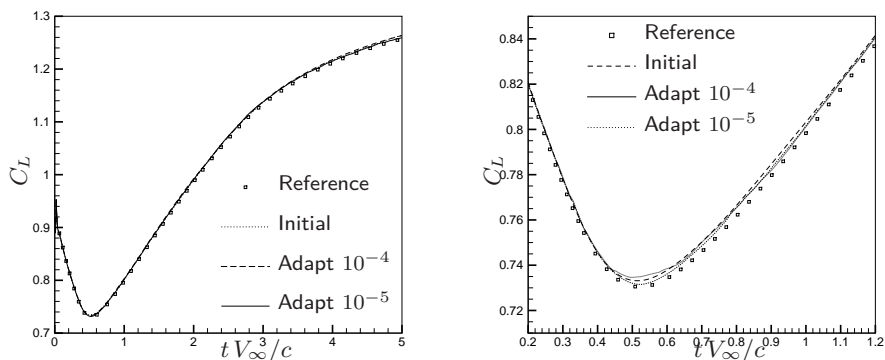 1.3
1.2
1.1
1
0.9
0.8
0.7
C_L
Reference
Initial
Adapt 10^{-4}
Adapt 10^{-5}
0 1 2 3 4 5
tV_∞/c
0.84
0.82
0.8
0.78
0.76
0.74
0.72
C_L
Reference
Initial
Adapt 10^{-4}
Adapt 10^{-5}
0.2 0.3 0.4 0.5 0.6 0.7 0.8 0.9 1.0 1.1 1.2
tV_∞/c